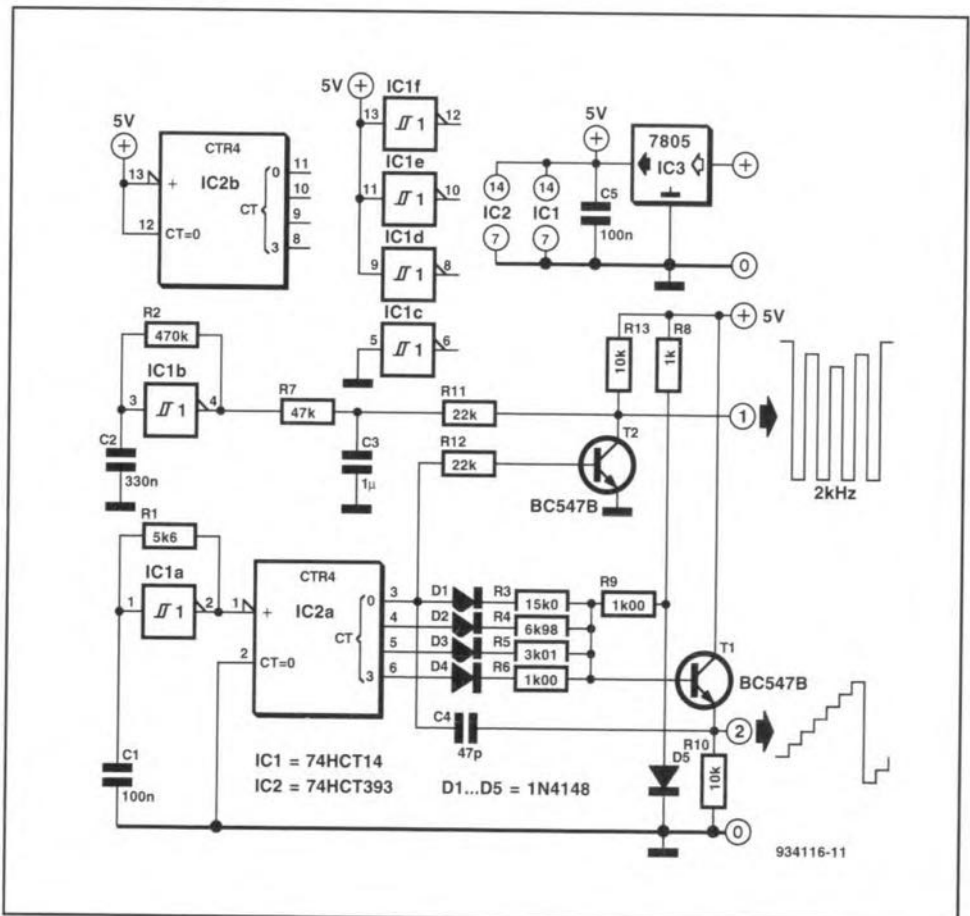 5V
+
13
+
12
CT=0
CTR4
IC2b
CT
0
3
11
10
9
8
5V
+
IC1f
13
1
12
IC1e
11
1
10
IC1d
9
1
8
IC1c
5
1
6
5V
+
14
14
IC2
IC1
7
7
C5
100n
7805
IC3
+
0
R2
470k
IC1b
3
1
4
C2
330n
R7
47k
C3
1μ
R11
22k
R12
22k
R13
10k
R8
1k
+
5V
T2
BC547B
1
2kHz
R1
5k6
IC1a
1
1
2
C1
100n
CTR4
IC2a
1
+
2
CT=0
CT
0
3
3
4
5
6
D1
R3
15k0
D2
R4
6k98
D3
R5
3k01
D4
R6
1k00
R9
1k00
T1
BC547B
C4
47p
2
R10
10k
D5
0
IC1 = 74HCT14
IC2 = 74HCT393
D1...D5 = 1N4148
934116-11